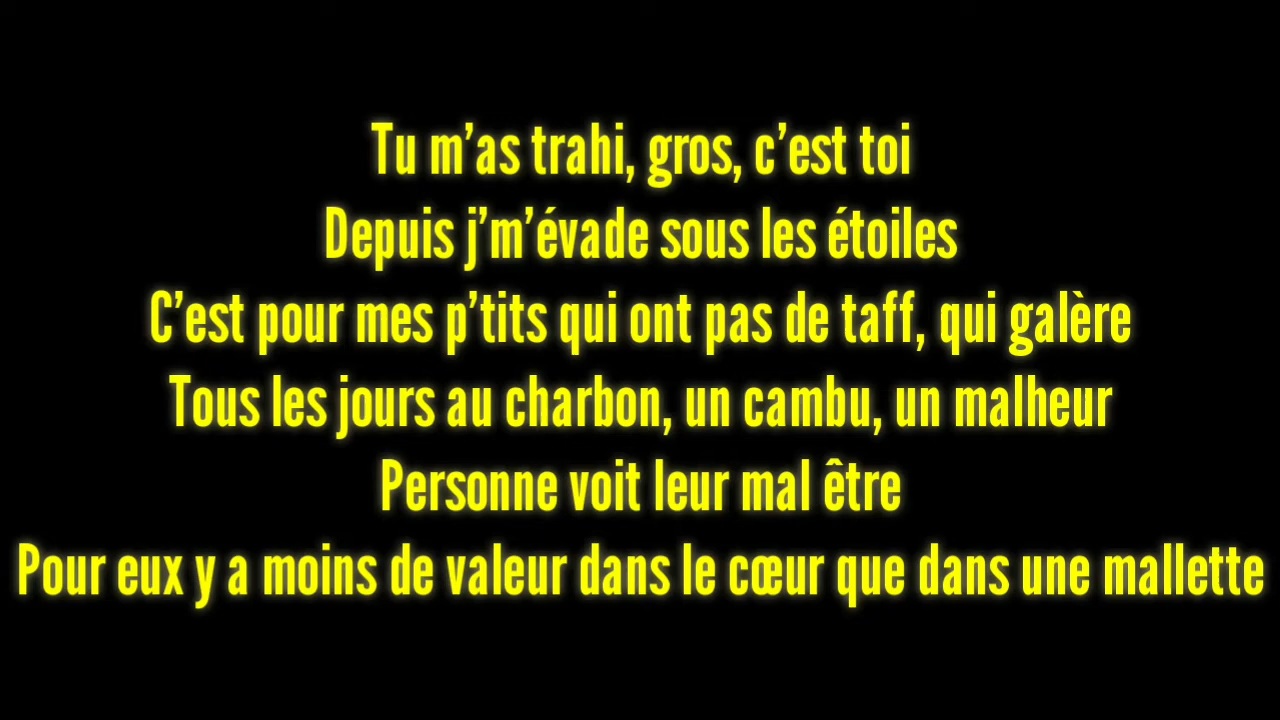 Tu m’as trahi, gros, c’est toi
Depuis j’m’évade sous les étoiles
C’est pour mes p’tits qui ont pas de taff, qui galère
Tous les jours au charbon, un cambu, un malheur
Personne voit leur mal être
Pour eux y a moins de valeur dans le cœur que dans une mallette